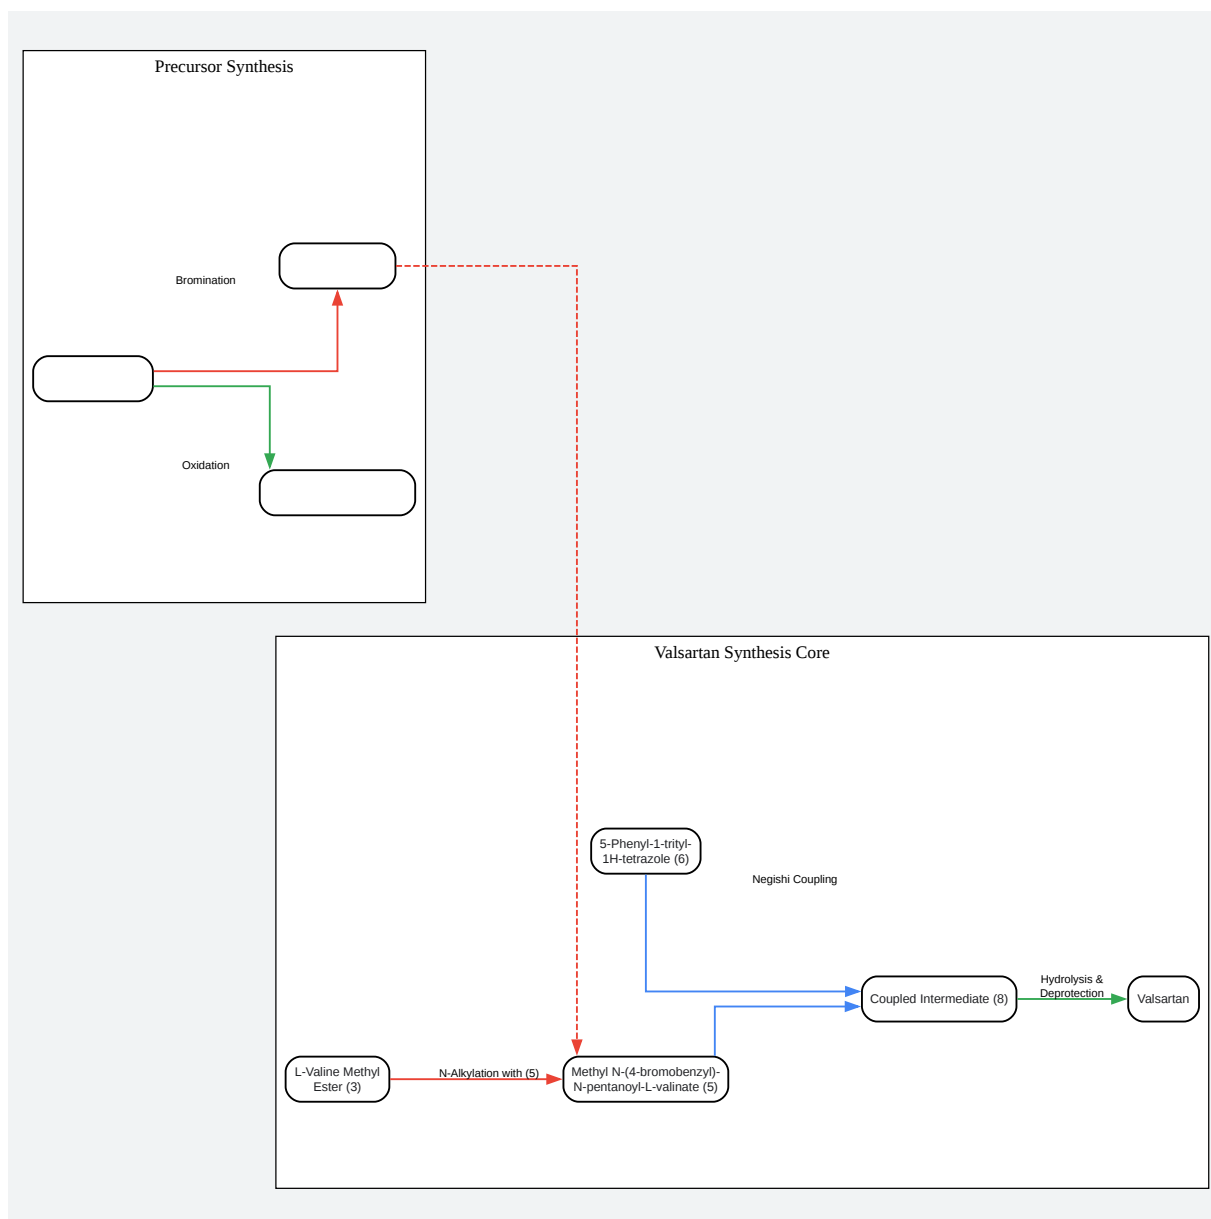 Precursor Synthesis
Bromination
Oxidation
Valsartan Synthesis Core
5-Phenyl-1-trityl-
1H-tetrazole (6)
Negishi Coupling
Coupled Intermediate (8)
Hydrolysis &
Deprotection
Valsartan
L-Valine Methyl
Ester (3)
N-Alkylation with (5)
Methyl N-(4-bromobenzyl)-
N-pentanoyl-L-valinate (5)